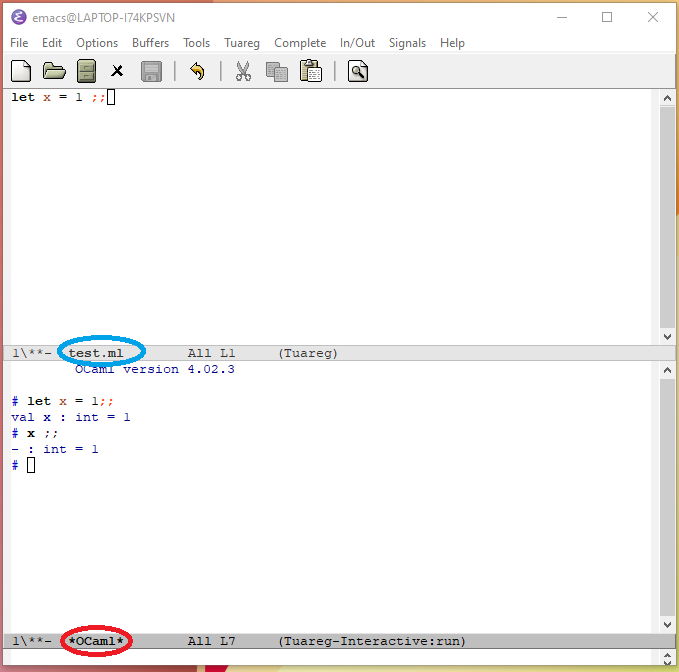 emacs@LAPTOP-I74KPSVN
File Edit Options Buffers Tools Tuareg Complete In/Out Signals Help
let x = 1 ;;
1\**- test.ml All L1 (Tuareg)
OCaml version 4.02.3
# let x = 1;;
val x : int = 1
# x ;;
- : int = 1
#
1\**- *OCaml* All L7 (Tuareg-Interactive:run)